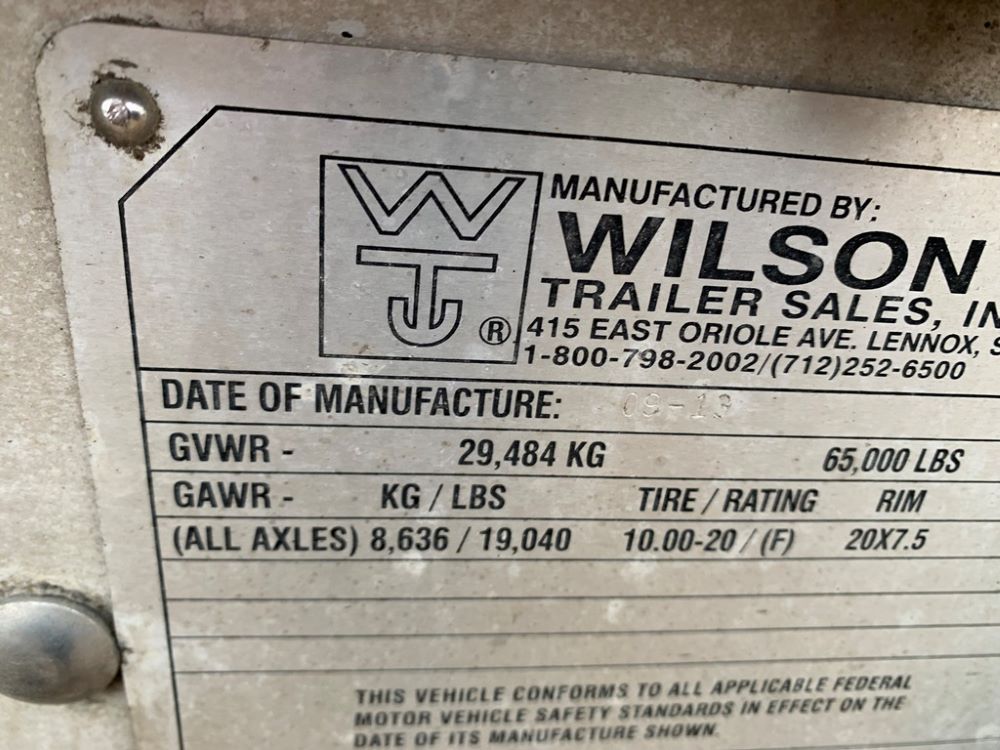 WTJ ®
MANUFACTURED BY:
WILSON
TRAILER SALES, IN
415 EAST ORIOLE AVE. LENNOX, S
1-800-798-2002/(712)252-6500
DATE OF MANUFACTURE: 09-13
GVWR - 29,484 KG 65,000 LBS
GAWR - KG / LBS TIRE / RATING RIM
(ALL AXLES) 8,636 / 19,040 10.00-20 / (F) 20X7.5
THIS VEHICLE CONFORMS TO ALL APPLICABLE FEDERAL
MOTOR VEHICLE SAFETY STANDARDS IN EFFECT ON THE
DATE OF ITS MANUFACTURE SHOWN.